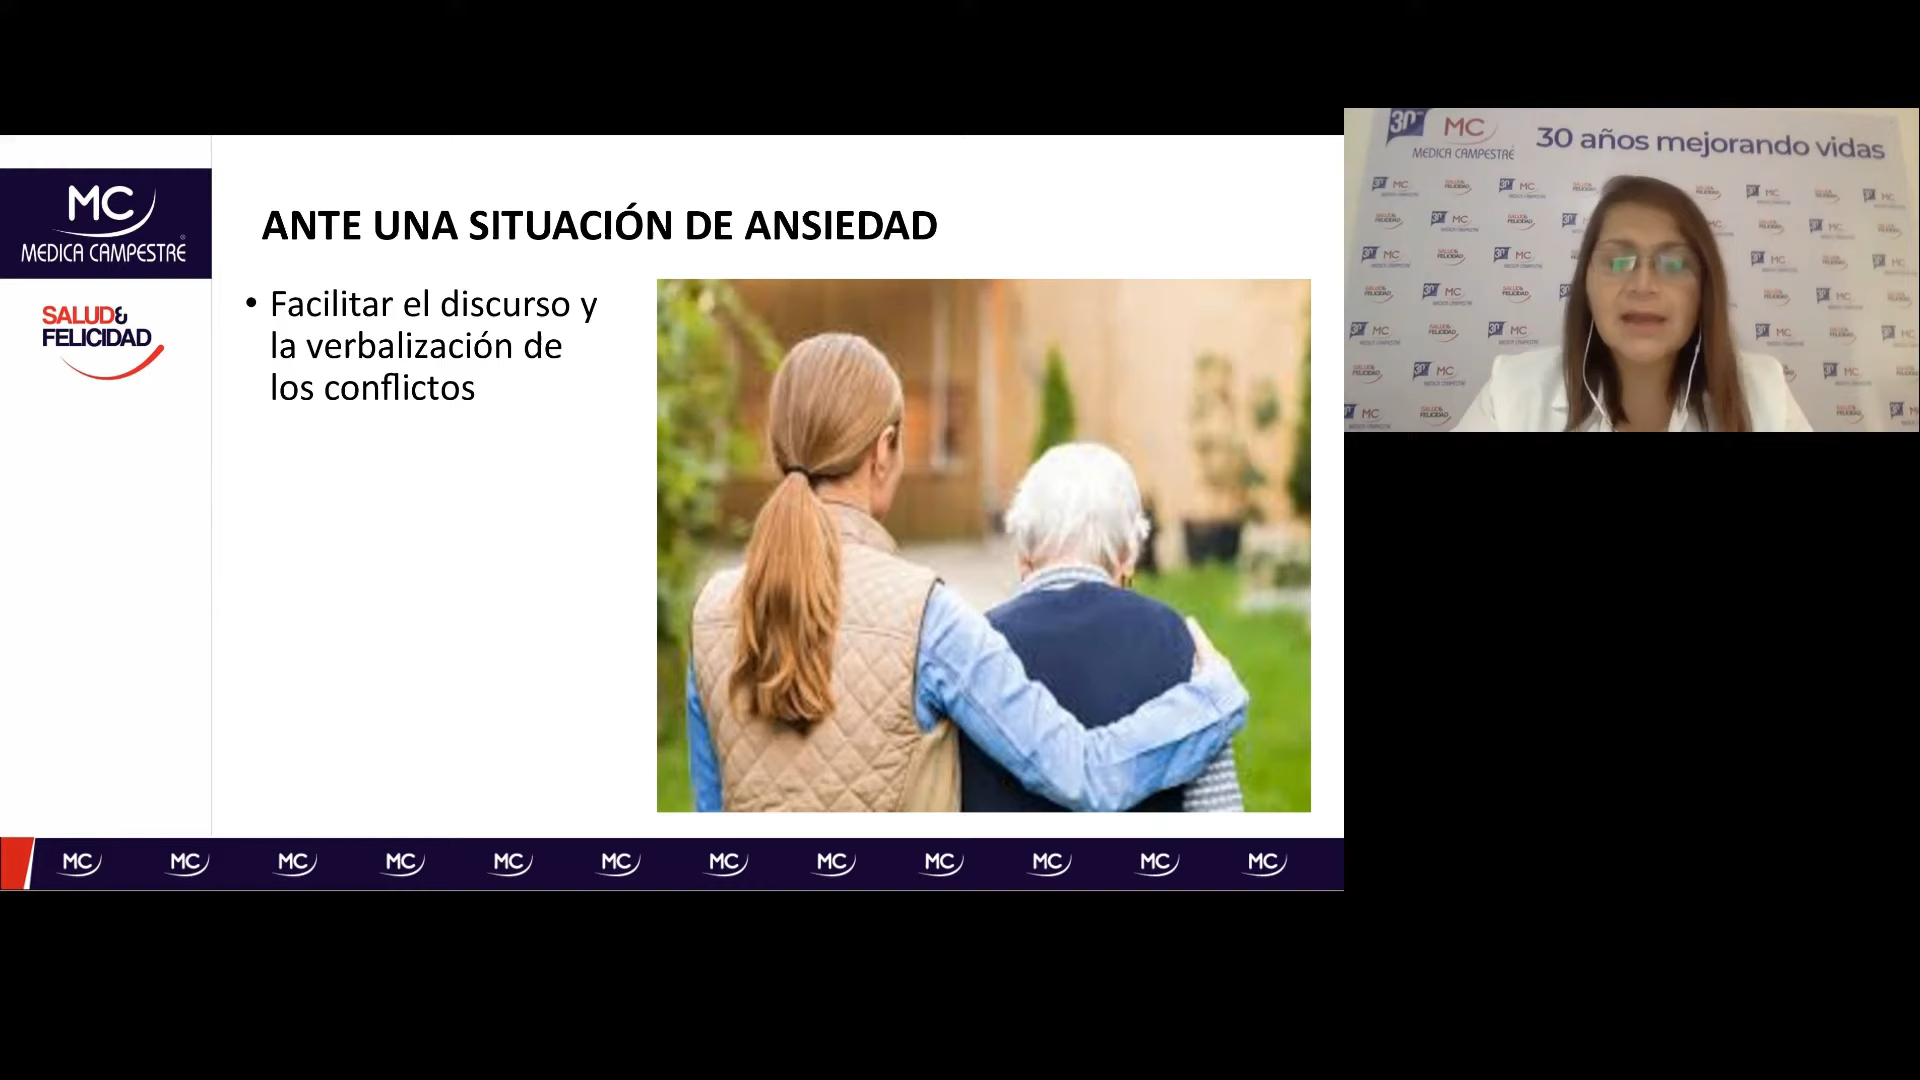 MC
MEDICA CAMPESTRE
SALUD&
FELICIDAD
ANTE UNA SITUACIÓN DE ANSIEDAD
• Facilitar el discurso y
la verbalización de
los conflictos
MC MC MC MC MC MC MC MC MC MC MC MC
30 MC
MEDICA CAMPESTRE
30 años mejorando vidas